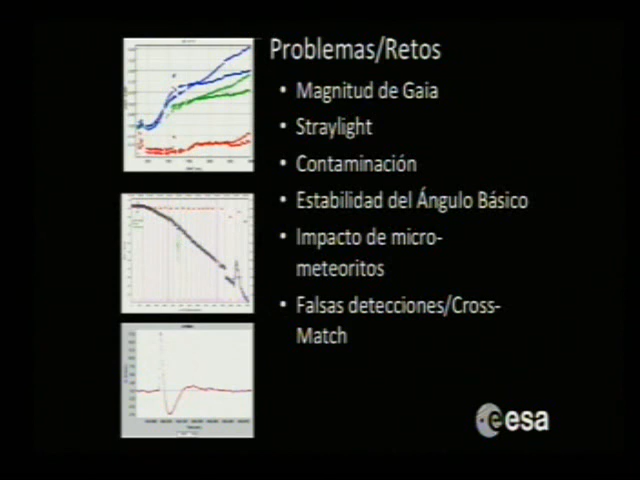 Problemas/Retos
• Magnitud de Gaia
• Straylight
• Contaminación
• Estabilidad del Ángulo Básico
• Impacto de micro-
meteoritos
• Falsas detecciones/Cross-
Match
esa